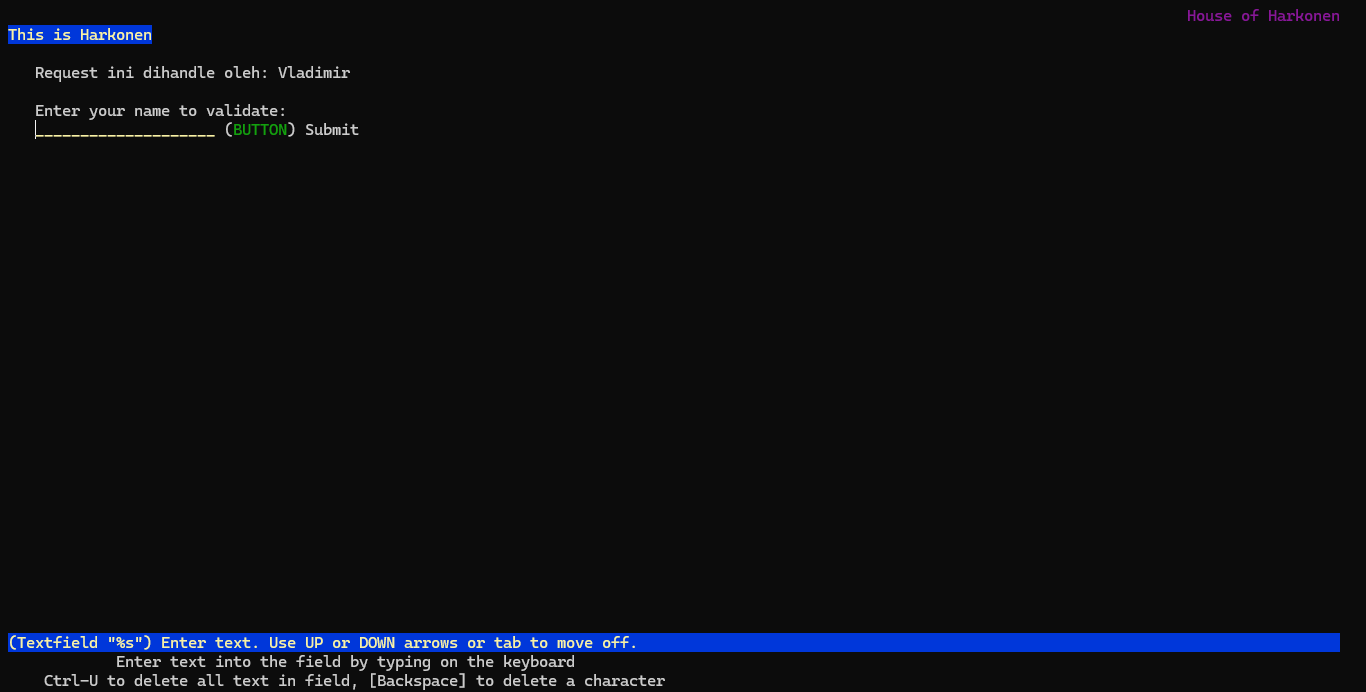 House of Harkonen
This is Harkonen
Request ini dihandle oleh: Vladimir
Enter your name to validate:
____________________ (BUTTON) Submit
(Textfield "%s") Enter text. Use UP or DOWN arrows or tab to move off.
Enter text into the field by typing on the keyboard
Ctrl-U to delete all text in field, [Backspace] to delete a character